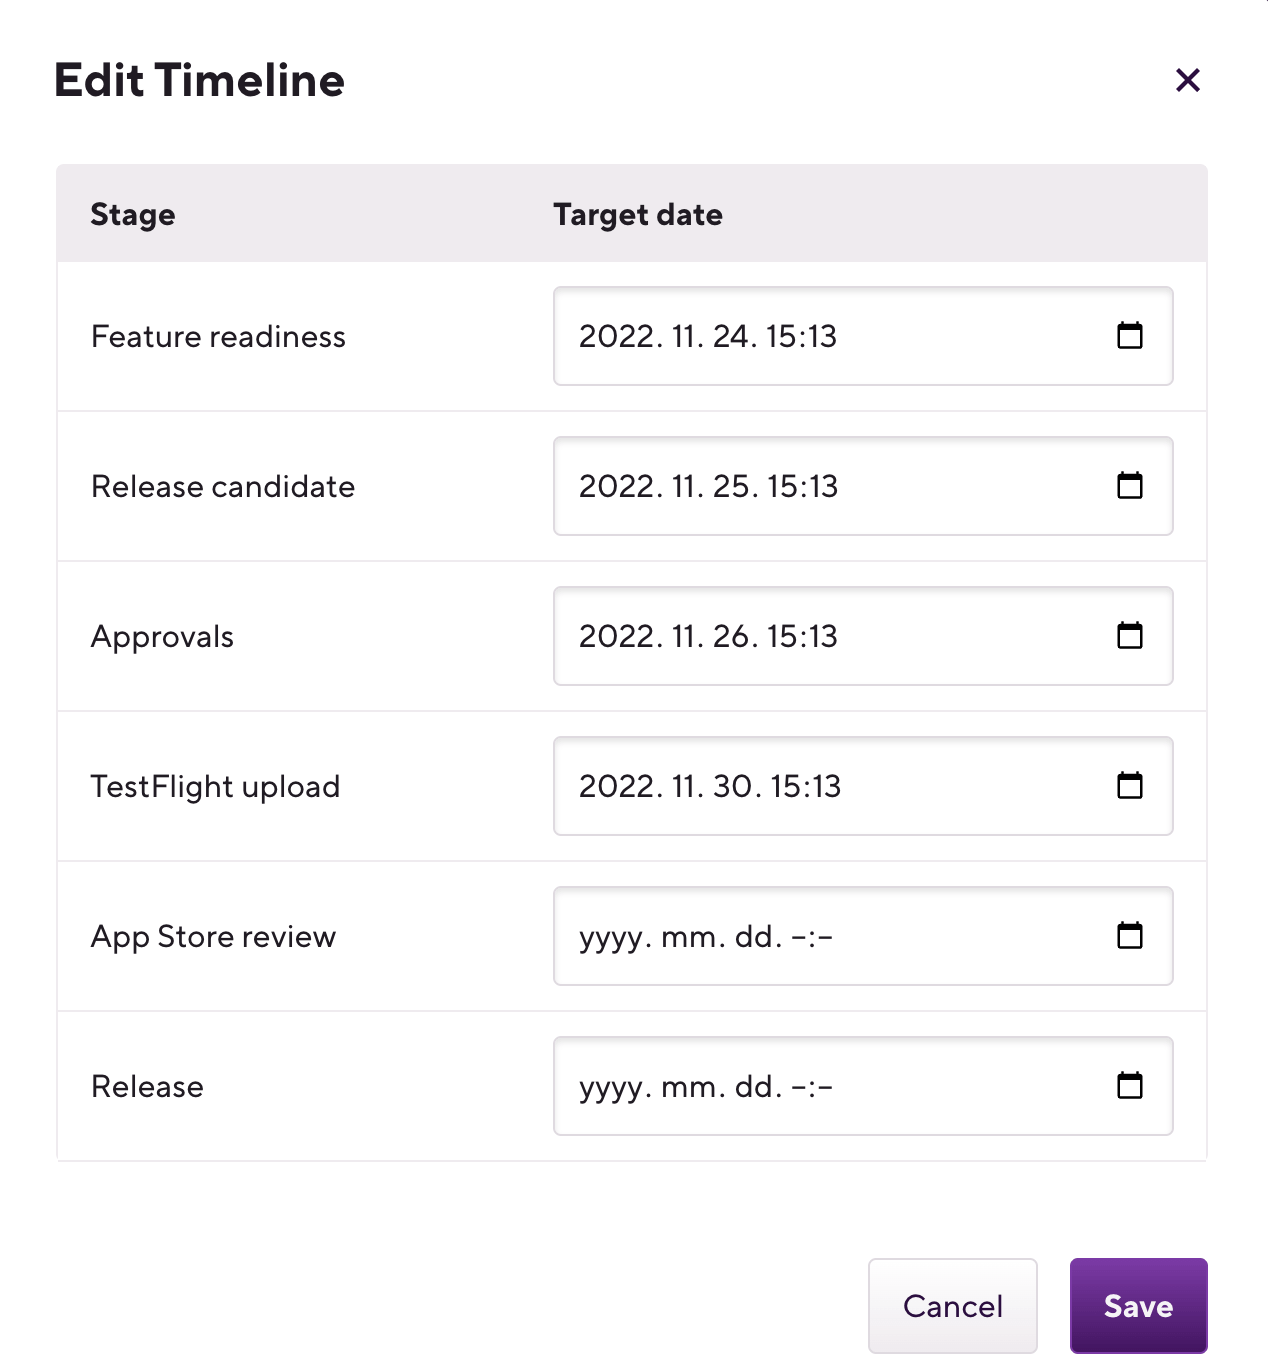 Edit Timeline
Stage Target date
Feature readiness 2022. 11. 24. 15:13
Release candidate 2022. 11. 25. 15:13
Approvals 2022. 11. 26. 15:13
TestFlight upload 2022. 11. 30. 15:13
App Store review yyyy. mm. dd. –:–
Release yyyy. mm. dd. –:–
Cancel Save